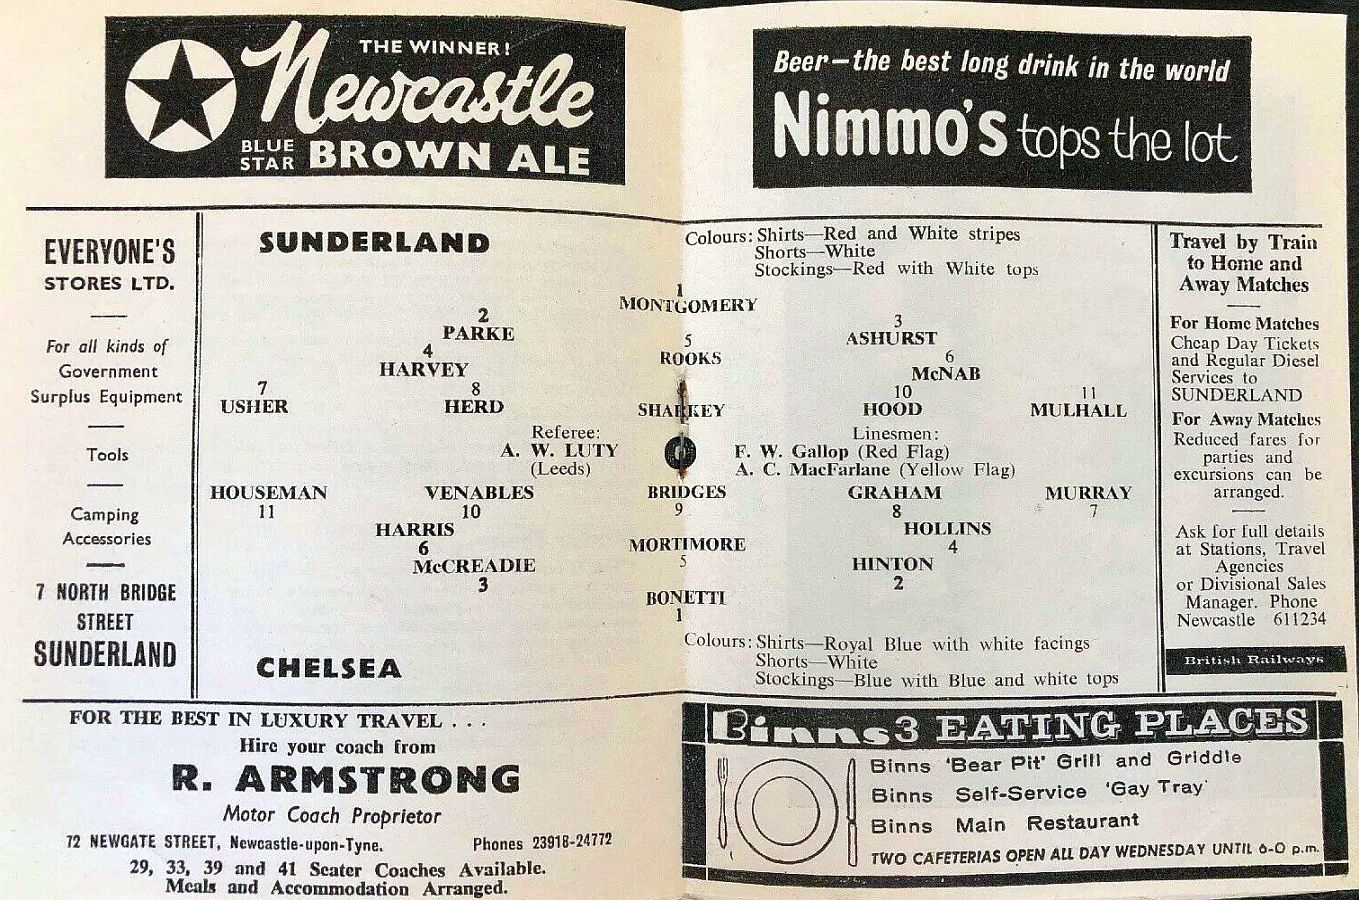 THE WINNER!
Newcastle
BLUE STAR BROWN ALE
Beer—the best long drink in the world
Nimmo's tops the lot
EVERYONE'S
STORES LTD.
For all kinds of
Government
Surplus Equipment
Tools
Camping
Accessories
7 NORTH BRIDGE
STREET
SUNDERLAND
SUNDERLAND
Colours: Shirts—Red and White stripes
Shorts—White
Stockings—Red with White tops
1
MONTGOMERY
2 3
PARKE ASHURST
4 5 6
HARVEY ROOKS McNAB
7 8 10 11
USHER HERD SHARKEY HOOD MULHALL
Referee: Linesmen:
A. W. LUTY F. W. Gallop (Red Flag)
(Leeds) A. C. MacFarlane (Yellow Flag)
HOUSEMAN VENABLES BRIDGES GRAHAM MURRAY
11 10 9 8 7
HARRIS MORTIMORE HOLLINS
6 5 4
McCREADIE HINTON
3 2
BONETTI
1
CHELSEA
Colours: Shirts—Royal Blue with white facings
Shorts—White
Stockings—Blue with Blue and white tops
Travel by Train
to Home and
Away Matches
For Home Matches
Cheap Day Tickets
and Regular Diesel
Services to
SUNDERLAND
For Away Matches
Reduced fares for
parties and
excursions can be
arranged.
Ask for full details
at Stations, Travel
Agencies
or Divisional Sales
Manager. Phone
Newcastle 611234
British Railways
FOR THE BEST IN LUXURY TRAVEL . . .
Hire your coach from
R. ARMSTRONG
Motor Coach Proprietor
72 NEWGATE STREET, Newcastle-upon-Tyne. Phones 23918-24772
29, 33, 39 and 41 Seater Coaches Available.
Meals and Accommodation Arranged.
Binns 3 EATING PLACES
Binns 'Bear Pit' Grill and Griddle
Binns Self-Service 'Gay Tray'
Binns Main Restaurant
TWO CAFETERIAS OPEN ALL DAY WEDNESDAY UNTIL 6-0 p.m.